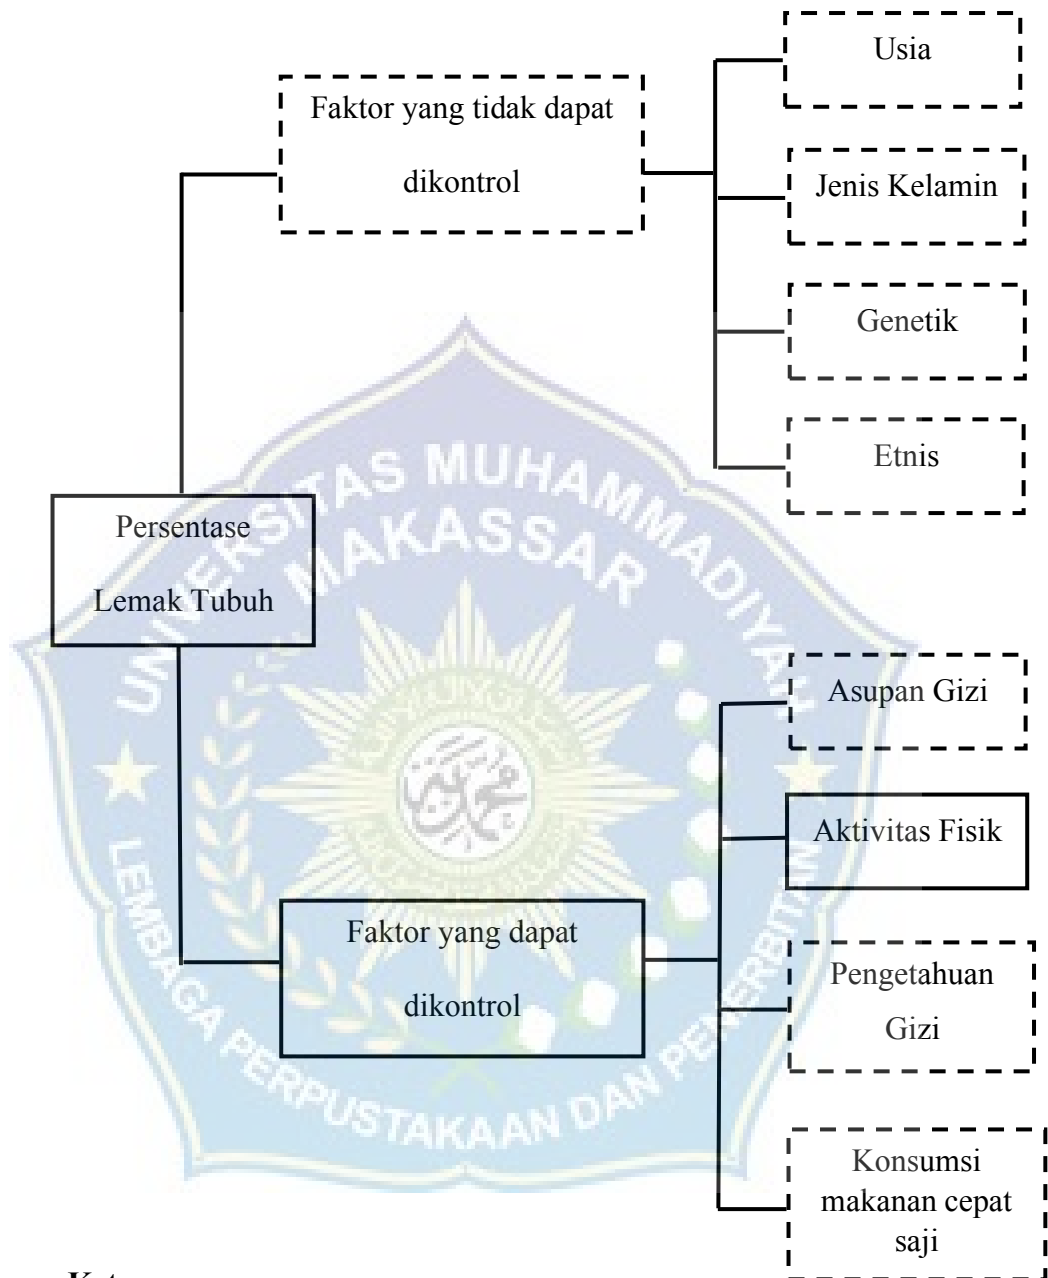 Usia
Faktor yang tidak dapat
dikontrol
Jenis Kelamin
Genetik
Etnis
Persentase
Lemak Tubuh
Asupan Gizi
Aktivitas Fisik
Faktor yang dapat
dikontrol
Pengetahuan
Gizi
Konsumsi
makanan cepat
saji
UNIVERSITAS MUHAMMADIYAH
MAKASSAR
LEMBAGA PERPUSTAKAAN DAN PENERBITAN